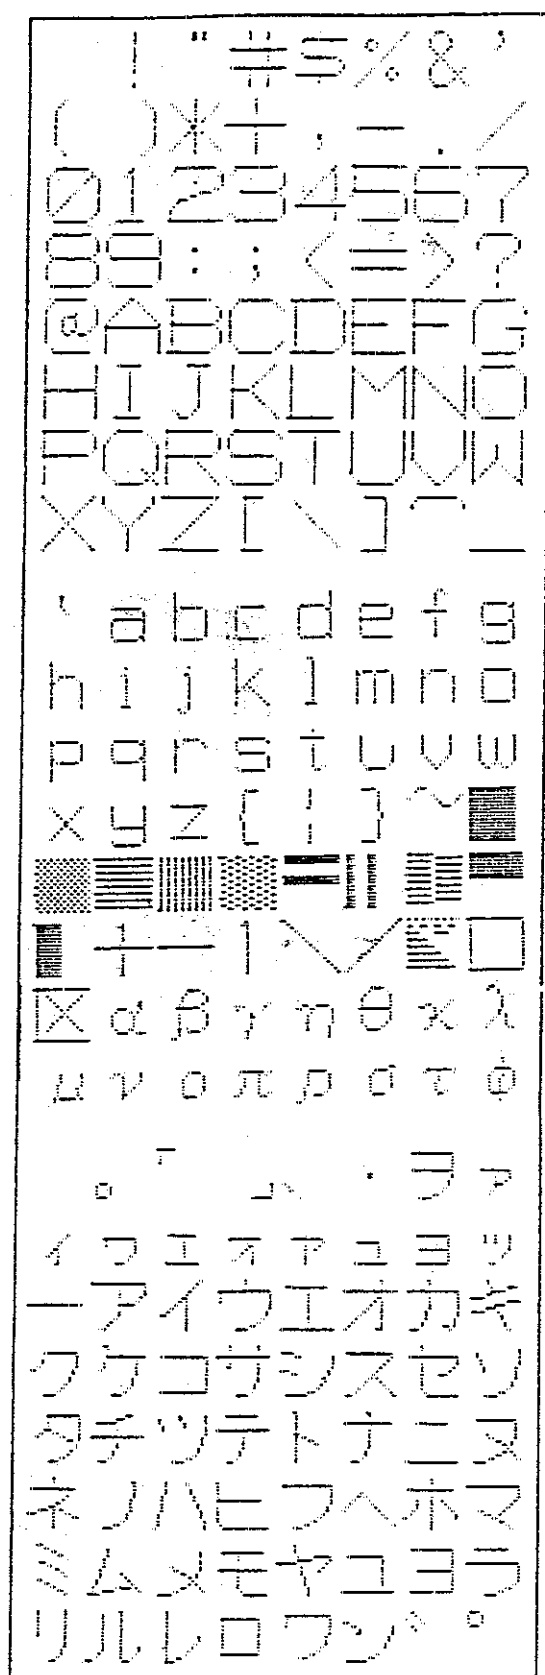 ! " # $ % & '
( ) * + , - . /
0 1 2 3 4 5 6 7
8 9 : ; < = > ?
@ A B C D E F G
H I J K L M N O
P Q R S T U V W
X Y Z [ \ ] ^ _
` a b c d e f g
h i j k l m n o
p q r s t u v w
x y z { ¦ } ~
α β γ η θ κ λ
μ ν ο π ρ σ τ φ
。 「 」 、 ・ ヲ ァ
ィ ゥ ェ ォ ャ ュ ョ ッ
ー ア イ ウ エ オ カ キ
ク ケ コ サ シ ス セ ソ
タ チ ツ テ ト ナ ニ ヌ
ネ ノ ハ ヒ フ ヘ ホ マ
ミ ム メ モ ヤ ユ ヨ ラ
リ ル レ ロ ワ ン ゛ ゜